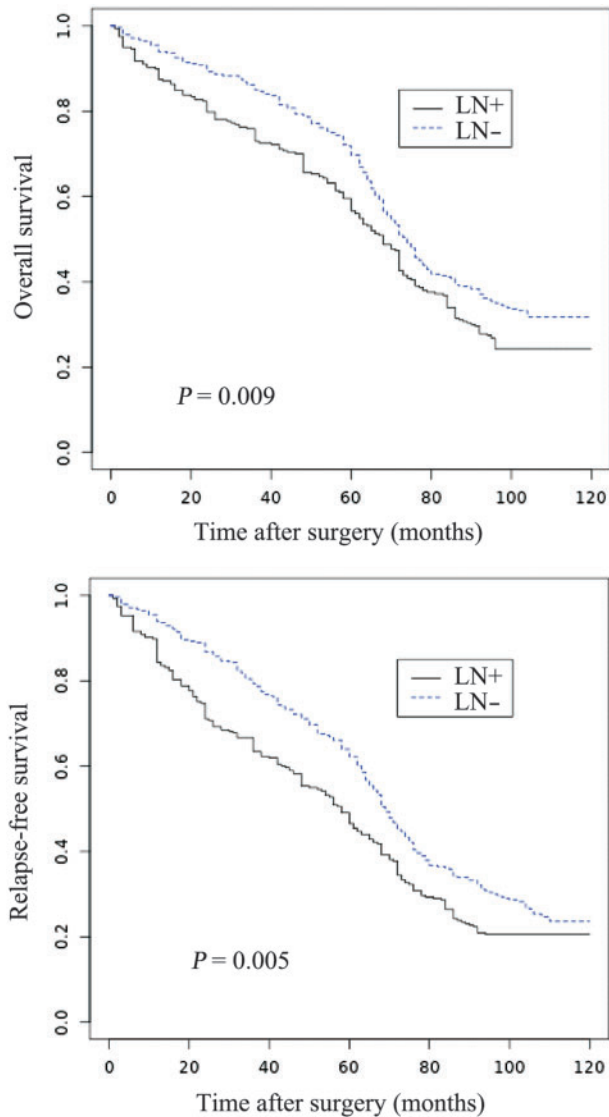 Overall survival
1.0
0.8
0.6
0.4
0.2
0.0
LN+
LN−
P = 0.009
0 20 40 60 80 100 120
Time after surgery (months)
Relapse-free survival
1.0
0.8
0.6
0.4
0.2
0.0
LN+
LN−
P = 0.005
0 20 40 60 80 100 120
Time after surgery (months)